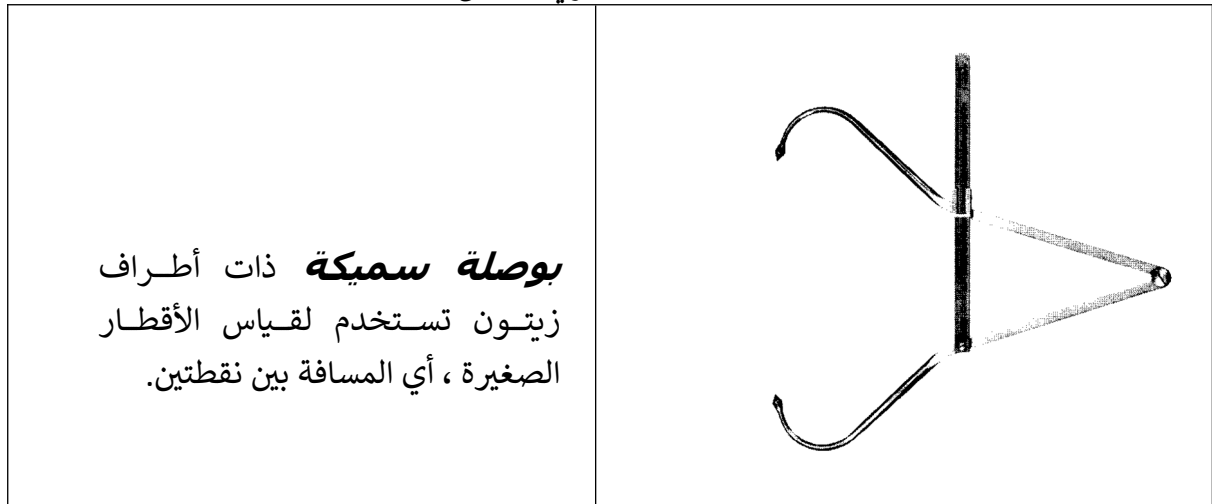 بوصلة سميكة ذات أطراف
زيتون تستخدم لقياس الأقطار
الصغيرة ، أي المسافة بين نقطتين.